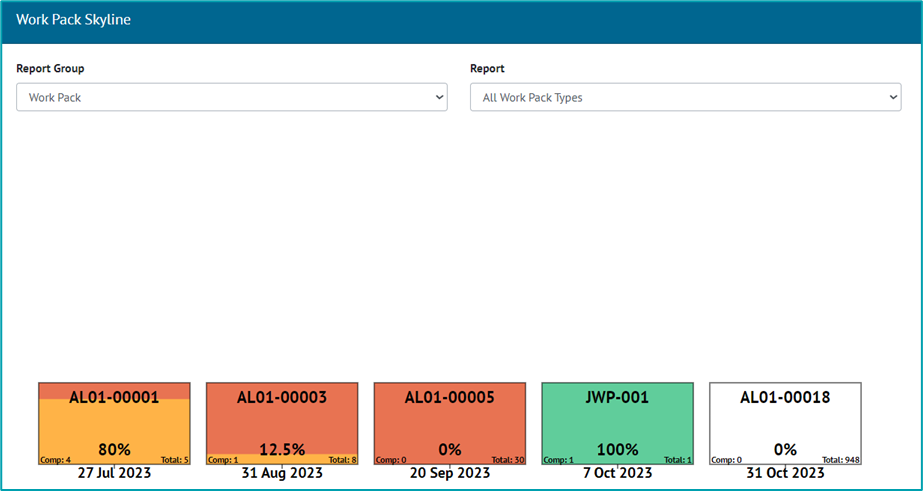 Work Pack Skyline
Report Group Report
Work Pack All Work Pack Types
AL01-00001 AL01-00003 AL01-00005 JWP-001 AL01-00018
80% 12.5% 0% 100% 0%
Comp: 4 Total: 5 Comp: 1 Total: 8 Comp: 0 Total: 30 Comp: 1 Total: 1 Comp: 0 Total: 948
27 Jul 2023 31 Aug 2023 20 Sep 2023 7 Oct 2023 31 Oct 2023